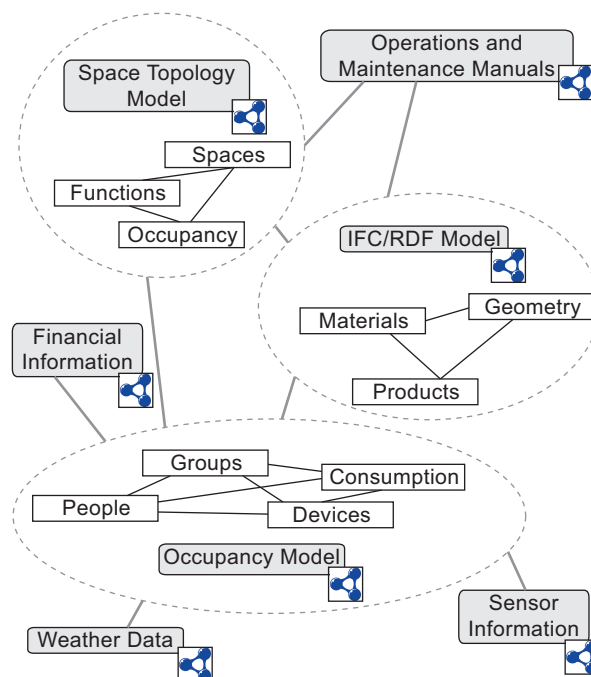 Operations and
Maintenance Manuals
Space Topology
Model
Spaces
Functions
Occupancy
IFC/RDF Model
Geometry
Materials
Products
Financial
Information
Groups
Consumption
People
Devices
Occupancy Model
Sensor
Information
Weather Data